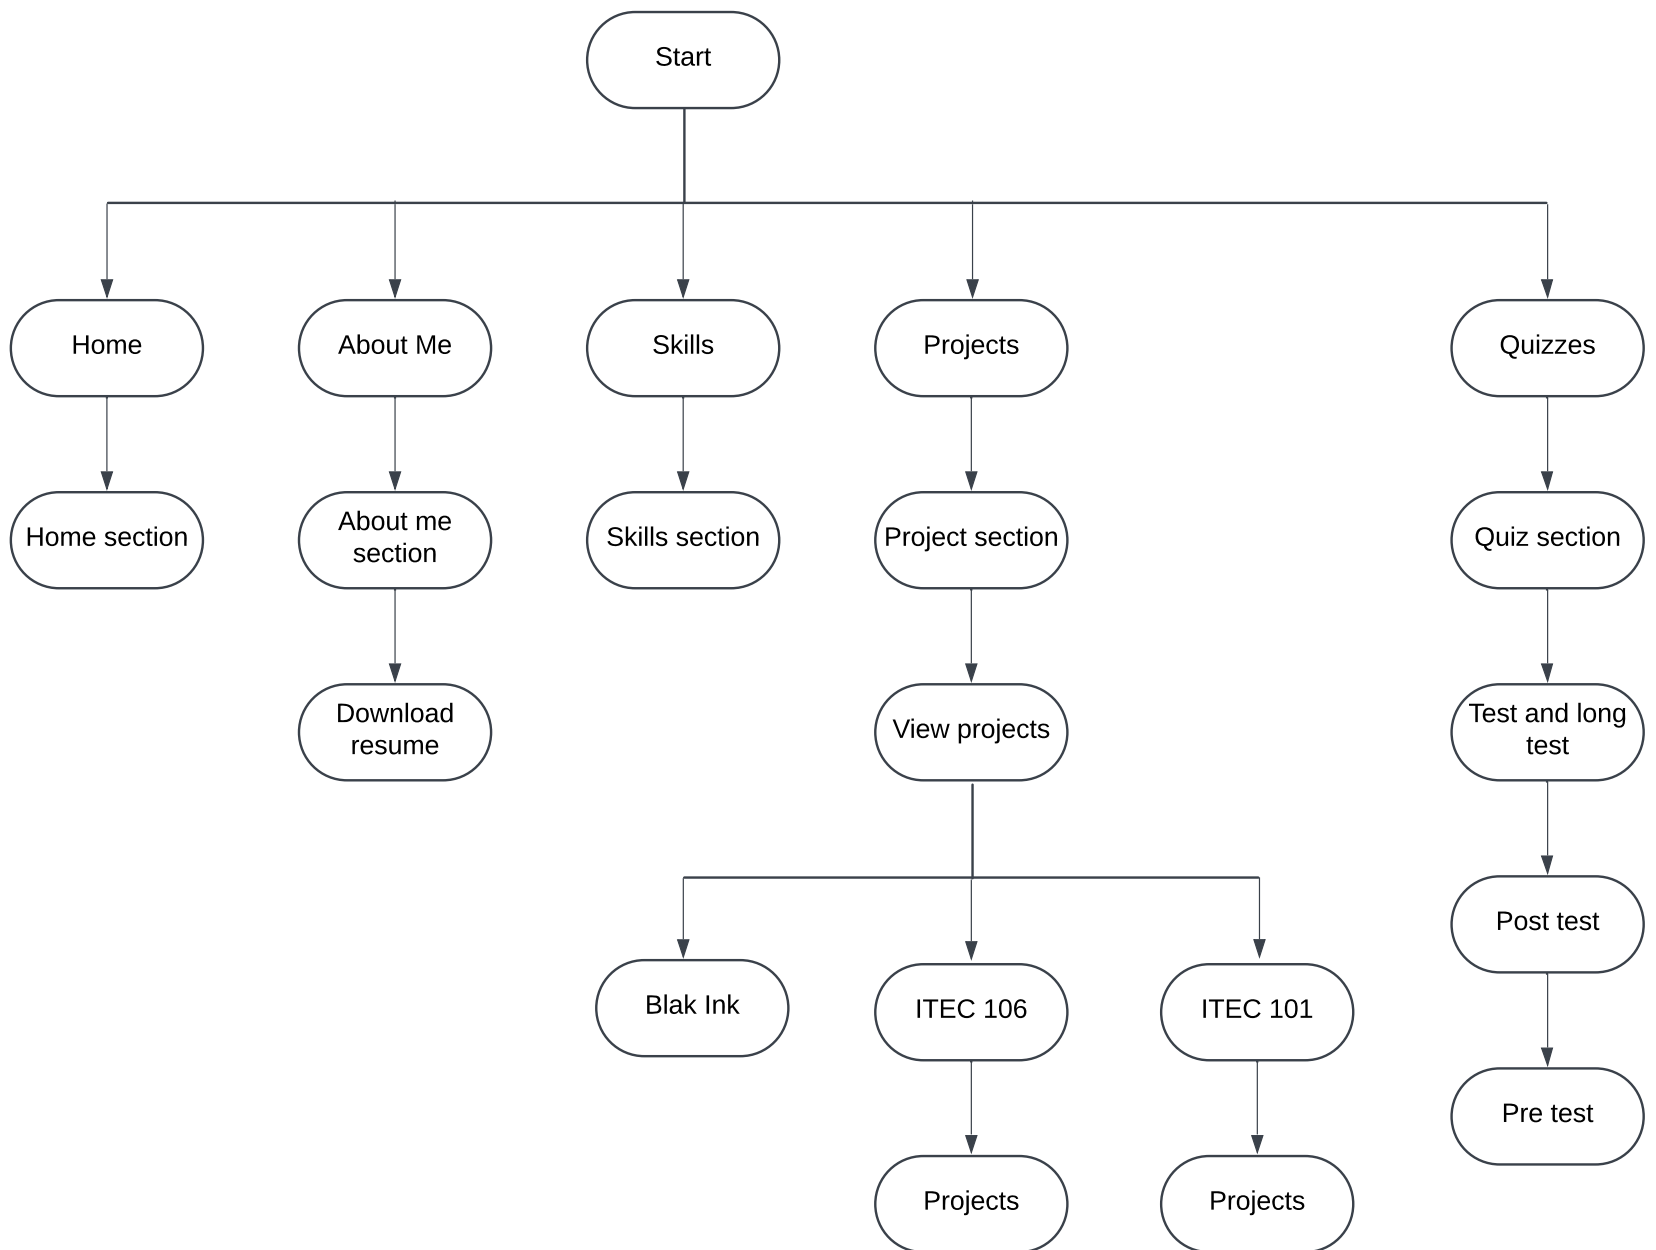 Start
Home
About Me
Skills
Projects
Quizzes
Home section
About me
section
Skills section
Project section
Quiz section
Download
resume
View projects
Test and long
test
Post test
Blak Ink
ITEC 106
ITEC 101
Pre test
Projects
Projects